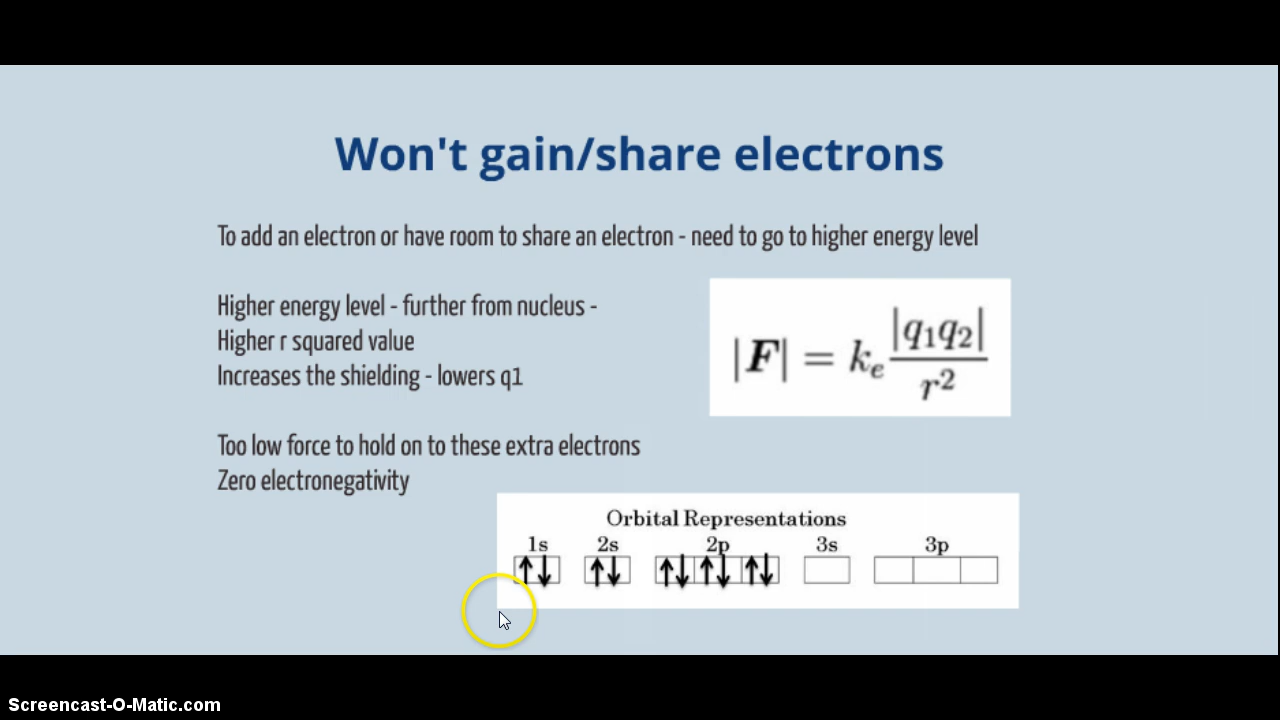 Won't gain/share electrons
To add an electron or have room to share an electron - need to go to higher energy level
Higher energy level - further from nucleus -
Higher r squared value
Increases the shielding - lowers q1
|F| = kₑ |q₁q₂| / r²
Too low force to hold on to these extra electrons
Zero electronegativity
Orbital Representations
1s 2s 2p 3s 3p
↑↓ ↑↓ ↑↓ ↑↓ ↑↓
Screencast-O-Matic.com